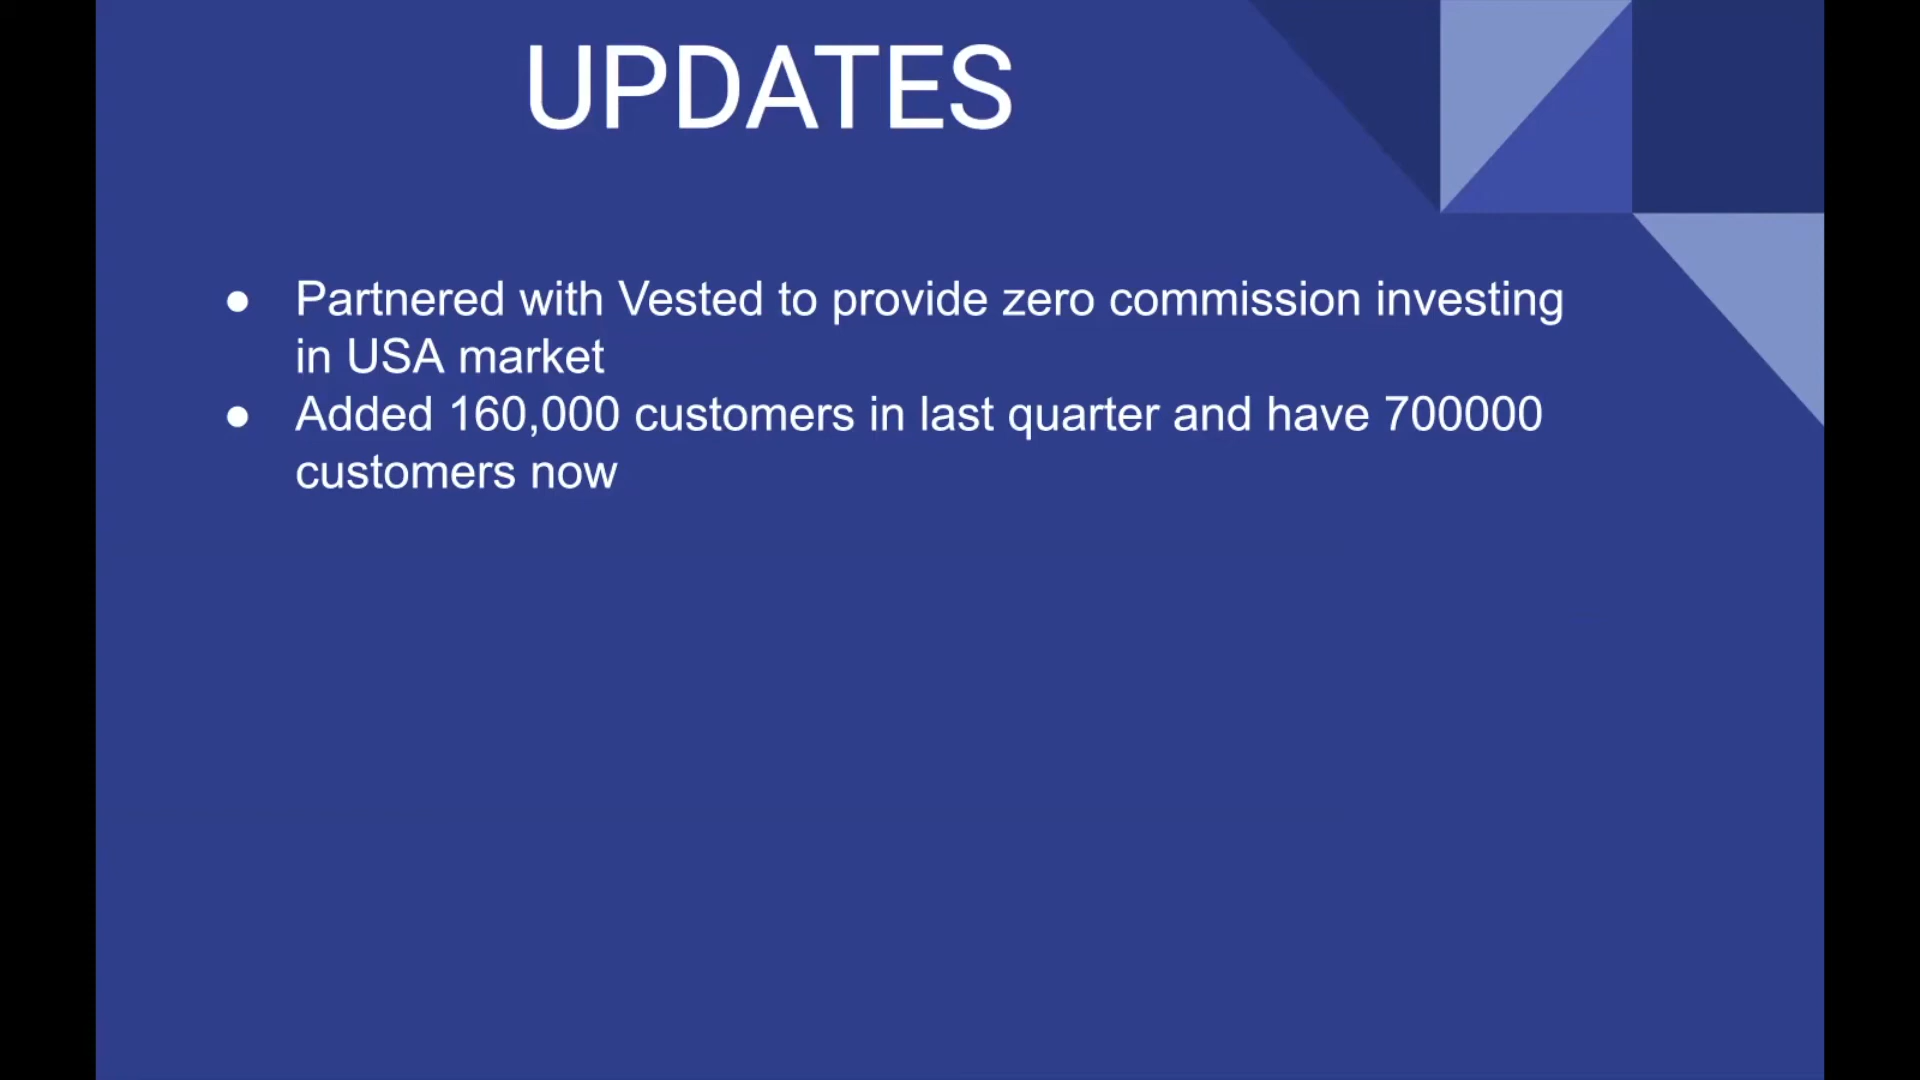 UPDATES
● Partnered with Vested to provide zero commission investing
in USA market
● Added 160,000 customers in last quarter and have 700000
customers now